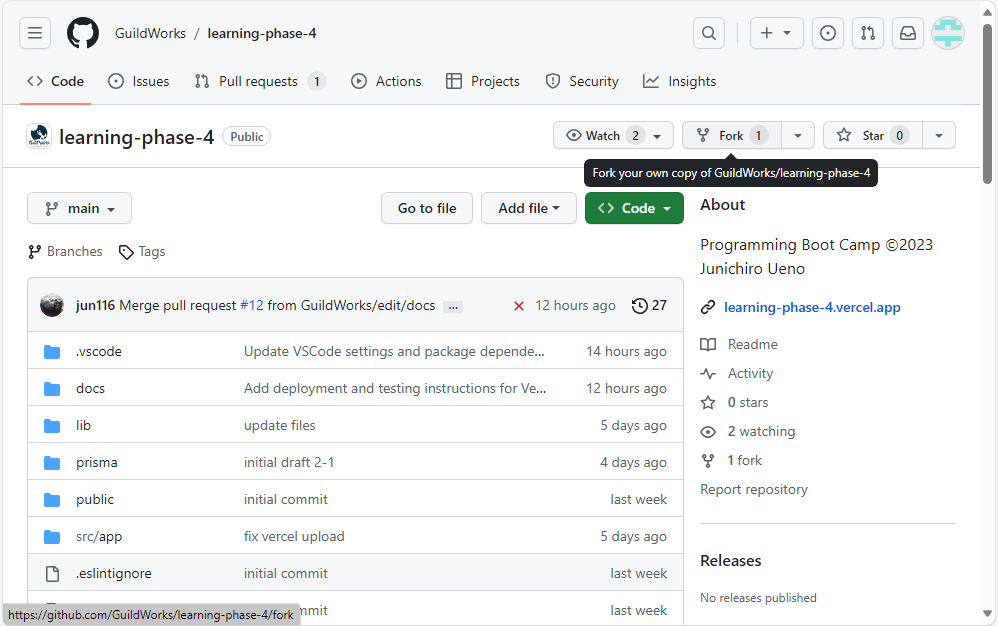 GuildWorks / learning-phase-4
Code Issues Pull requests 1 Actions Projects Security Insights
learning-phase-4 Public
Watch 2 Fork 1 Star 0
Fork your own copy of GuildWorks/learning-phase-4
main Go to file Add file Code
Branches Tags
jun116 Merge pull request #12 from GuildWorks/edit/docs ... 12 hours ago 27
.vscode Update VSCode settings and package depende... 14 hours ago
docs Add deployment and testing instructions for Ve... 12 hours ago
lib update files 5 days ago
prisma initial draft 2-1 4 days ago
public initial commit last week
src/app fix vercel upload 5 days ago
.eslintignore initial commit last week
last week
https://github.com/GuildWorks/learning-phase-4/fork
About
Programming Boot Camp ©2023
Junichiro Ueno
learning-phase-4.vercel.app
Readme
Activity
0 stars
2 watching
1 fork
Report repository
Releases
No releases published